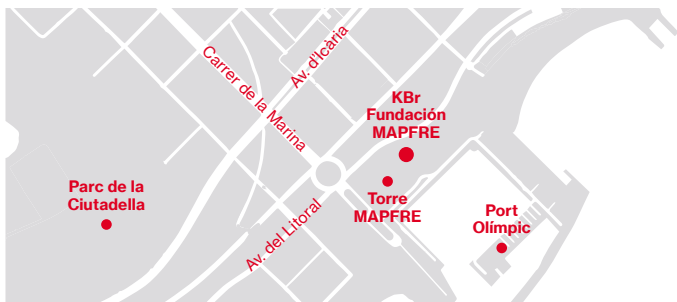 Carrer de la Marina
Av. d'Icària
KBr
Fundación
MAPFRE
Parc de la
Ciutadella
Torre
MAPFRE
Av. del Litoral
Port
Olímpic